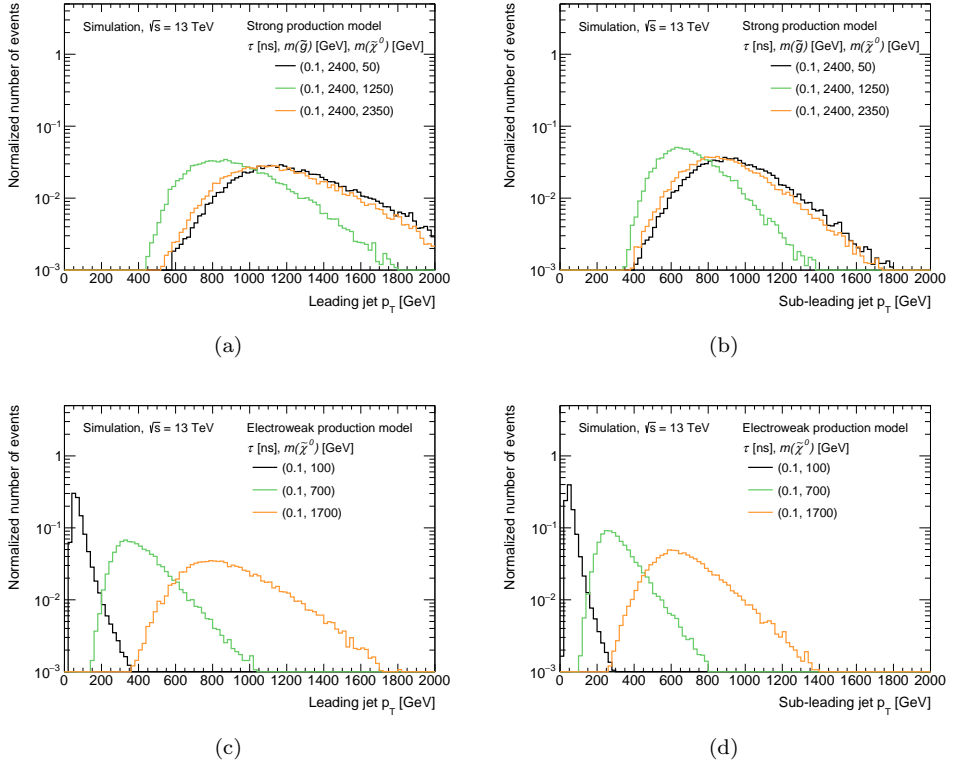 Normalized number of events
Simulation, √s = 13 TeV
Strong production model
τ [ns], m(g̃) [GeV], m(χ̃⁰) [GeV]
(0.1, 2400, 50)
(0.1, 2400, 1250)
(0.1, 2400, 2350)
1
10⁻¹
10⁻²
10⁻³
0 200 400 600 800 1000 1200 1400 1600 1800 2000
Leading jet p_T [GeV]
(a)
Normalized number of events
Simulation, √s = 13 TeV
Strong production model
τ [ns], m(g̃) [GeV], m(χ̃⁰) [GeV]
(0.1, 2400, 50)
(0.1, 2400, 1250)
(0.1, 2400, 2350)
1
10⁻¹
10⁻²
10⁻³
0 200 400 600 800 1000 1200 1400 1600 1800 2000
Sub-leading jet p_T [GeV]
(b)
Normalized number of events
Simulation, √s = 13 TeV
Electroweak production model
τ [ns], m(χ̃⁰) [GeV]
(0.1, 100)
(0.1, 700)
(0.1, 1700)
1
10⁻¹
10⁻²
10⁻³
0 200 400 600 800 1000 1200 1400 1600 1800 2000
Leading jet p_T [GeV]
(c)
Normalized number of events
Simulation, √s = 13 TeV
Electroweak production model
τ [ns], m(χ̃⁰) [GeV]
(0.1, 100)
(0.1, 700)
(0.1, 1700)
1
10⁻¹
10⁻²
10⁻³
0 200 400 600 800 1000 1200 1400 1600 1800 2000
Sub-leading jet p_T [GeV]
(d)